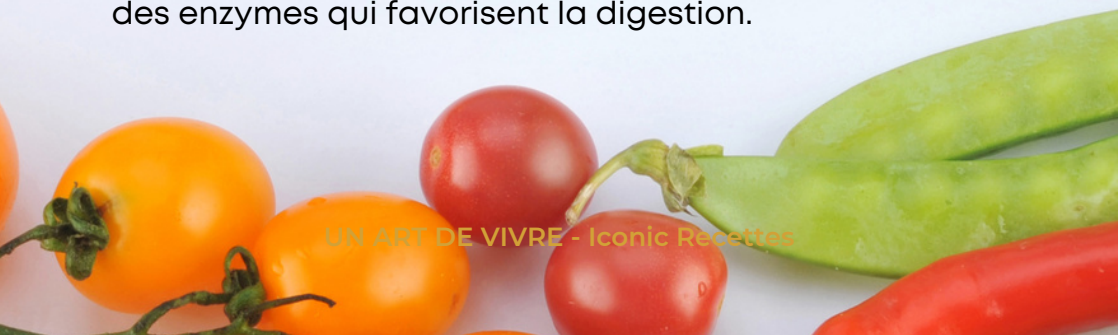 des enzymes qui favorisent la digestion.
UN ART DE VIVRE - Iconic Recettes